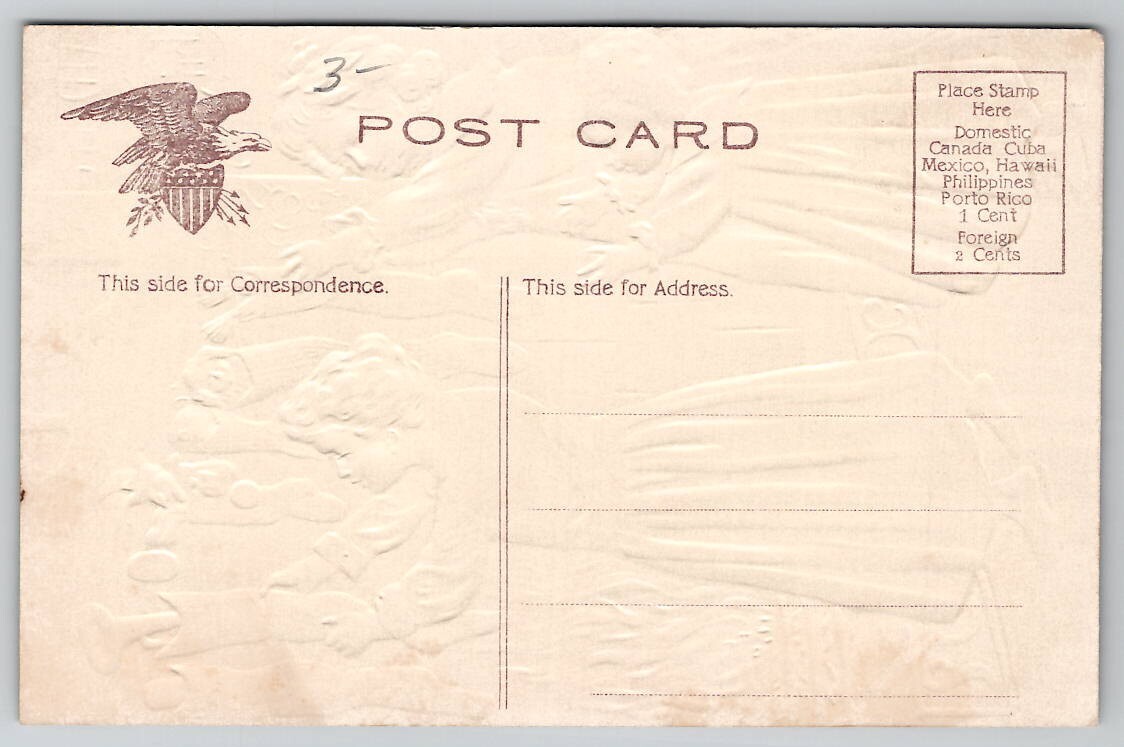 3-
POST CARD
Place Stamp
Here
Domestic
Canada Cuba
Mexico, Hawaii
Philippines
Porto Rico
1 Cent
Foreign
2 Cents
This side for Correspondence.
This side for Address.